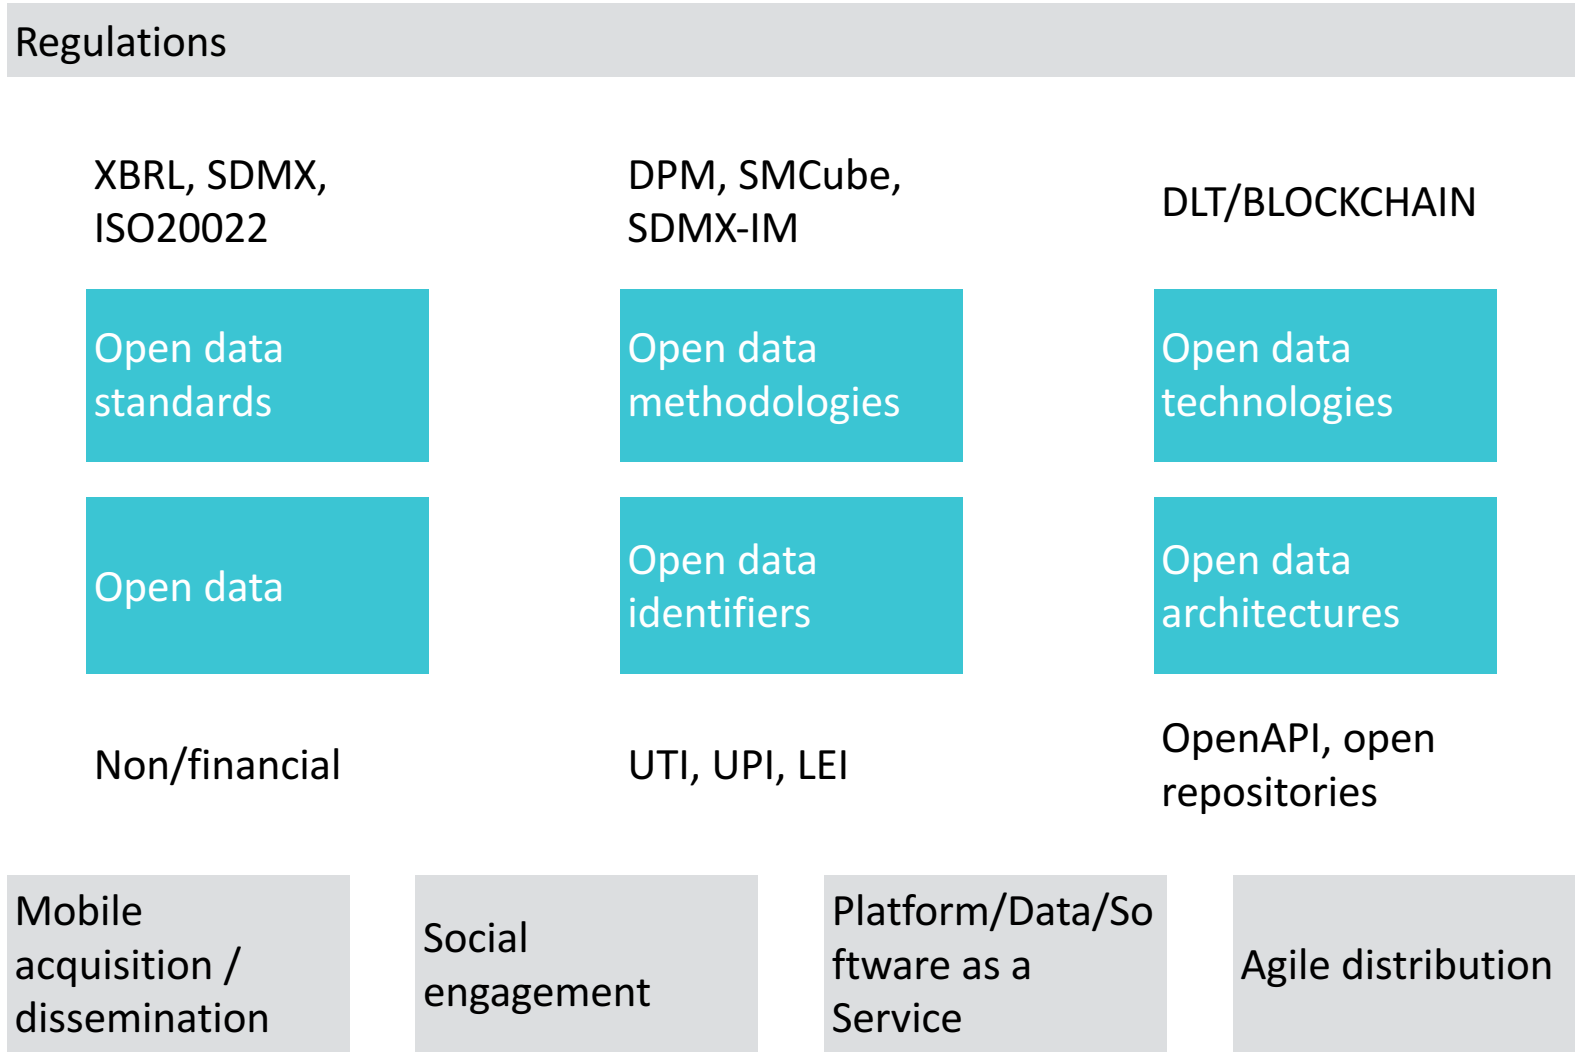 Regulations
XBRL, SDMX,
ISO20022
DPM, SMCube,
SDMX-IM
DLT/BLOCKCHAIN
Open data
standards
Open data
methodologies
Open data
technologies
Open data
Open data
identifiers
Open data
architectures
Non/financial
UTI, UPI, LEI
OpenAPI, open
repositories
Mobile
acquisition /
dissemination
Social
engagement
Platform/Data/So
ftware as a
Service
Agile distribution